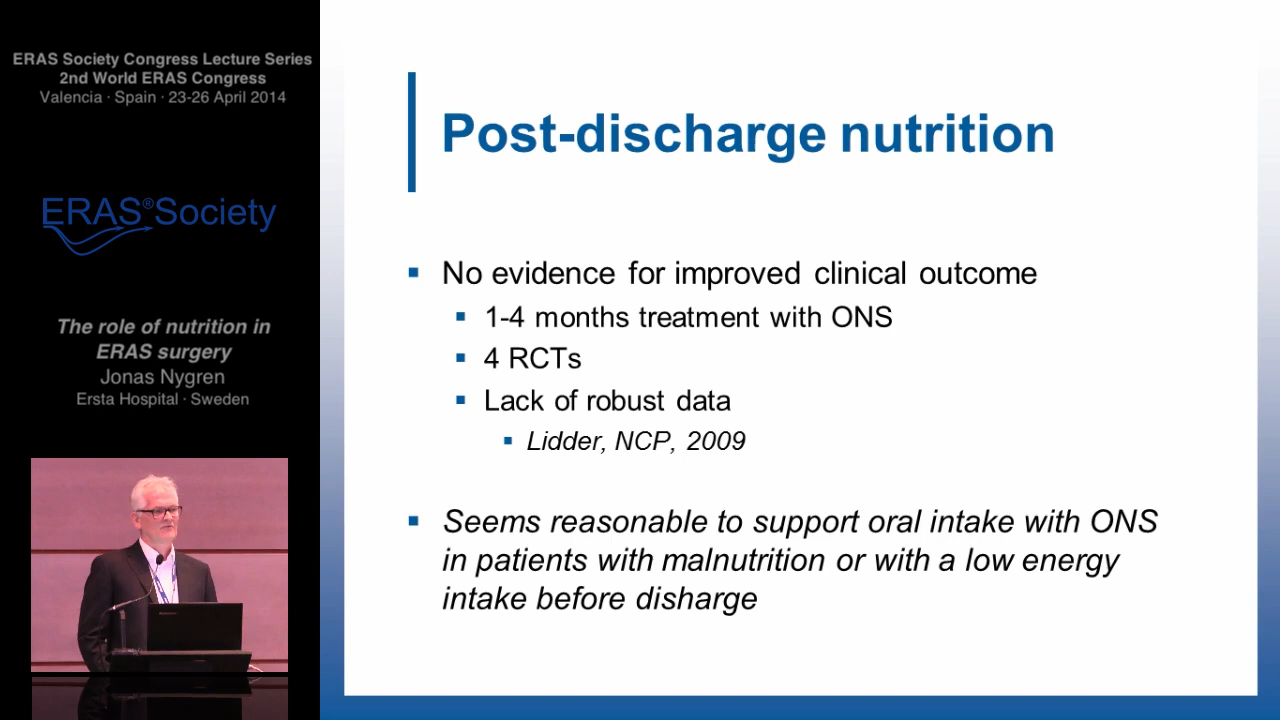 ERAS Society Congress Lecture Series
2nd World ERAS Congress
Valencia · Spain · 23-26 April 2014
ERAS®Society
The role of nutrition in
ERAS surgery
Jonas Nygren
Ersta Hospital · Sweden
Post-discharge nutrition
No evidence for improved clinical outcome
1-4 months treatment with ONS
4 RCTs
Lack of robust data
Lidder, NCP, 2009
Seems reasonable to support oral intake with ONS
in patients with malnutrition or with a low energy
intake before disharge